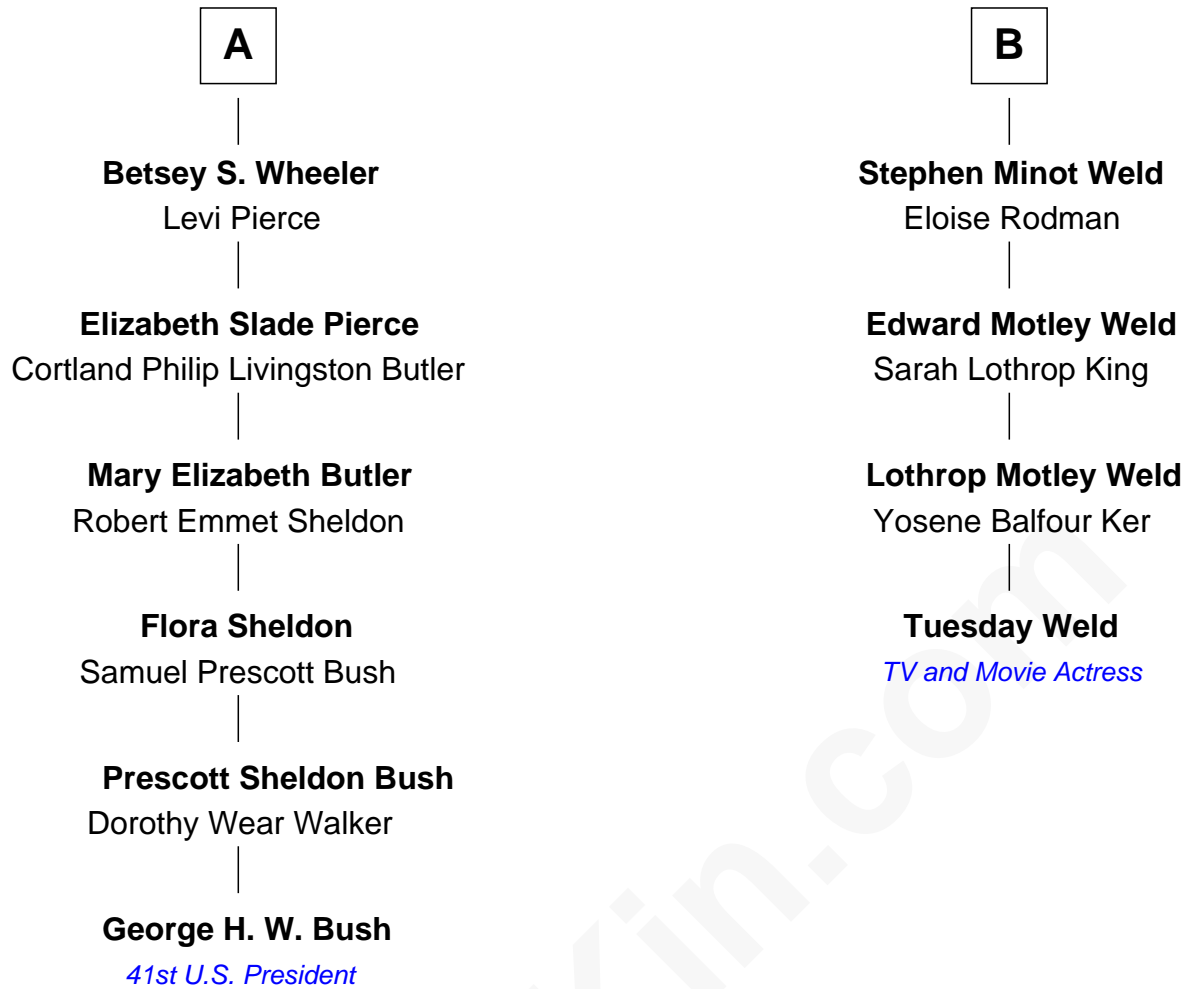 A
Betsey S. Wheeler
Levi Pierce
Elizabeth Slade Pierce
Cortland Philip Livingston Butler
Mary Elizabeth Butler
Robert Emmet Sheldon
Flora Sheldon
Samuel Prescott Bush
Prescott Sheldon Bush
Dorothy Wear Walker
George H. W. Bush
41st U.S. President
B
Stephen Minot Weld
Eloise Rodman
Edward Motley Weld
Sarah Lothrop King
Lothrop Motley Weld
Yosene Balfour Ker
Tuesday Weld
TV and Movie Actress
Kin.com